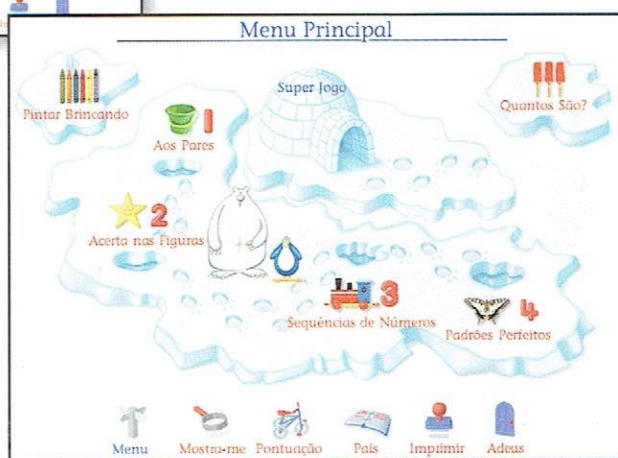 Menu Principal
Super Jogo
Pintar Brincando
Quantos São?
1
Aos Pares
2
Acerta nas Figuras
3
Sequências de Números
4
Padrões Perfeitos
Menu
Mostra-me
Pontuação
Pais
Imprimir
Adeus